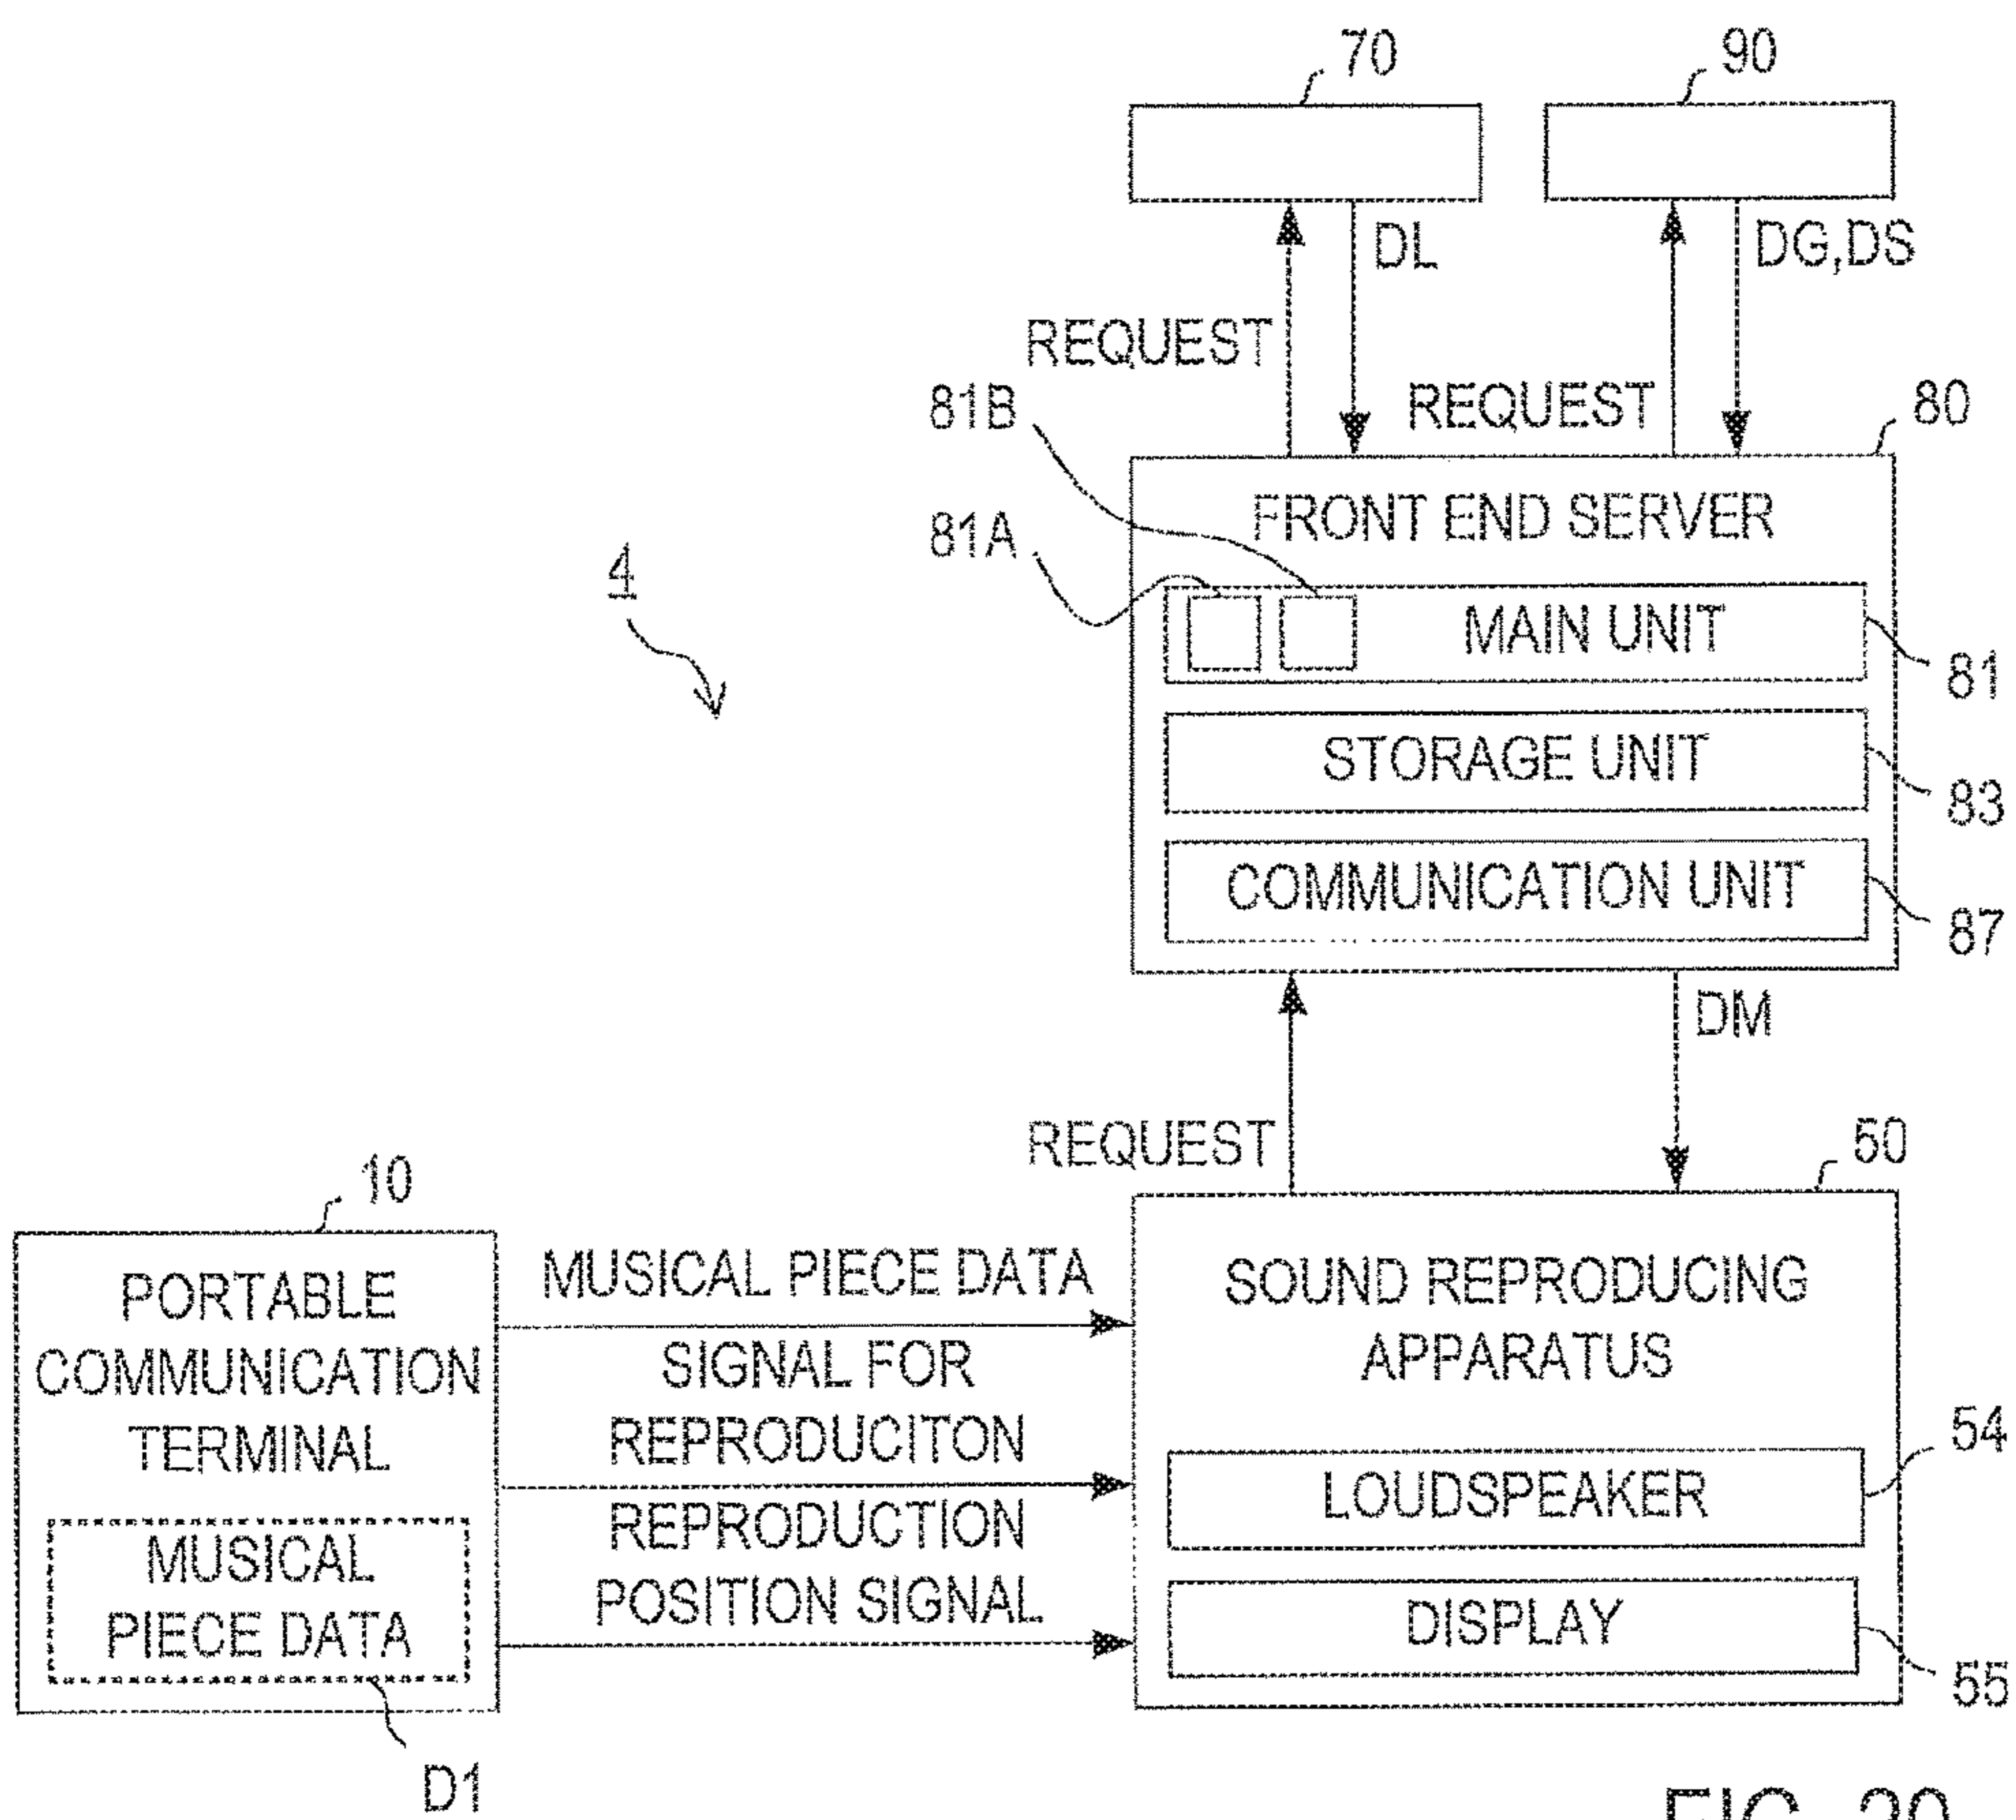 70
90
DL
DG,DS
REQUEST
81B
REQUEST
80
FRONT END SERVER
81A
4
MAIN UNIT
81
STORAGE UNIT
83
COMMUNICATION UNIT
87
DM
REQUEST
50
10
PORTABLE
COMMUNICATION
TERMINAL
MUSICAL
PIECE DATA
D1
MUSICAL PIECE DATA
SIGNAL FOR
REPRODUCITON
REPRODUCTION
POSITION SIGNAL
SOUND REPRODUCING
APPARATUS
54
LOUDSPEAKER
DISPLAY
55